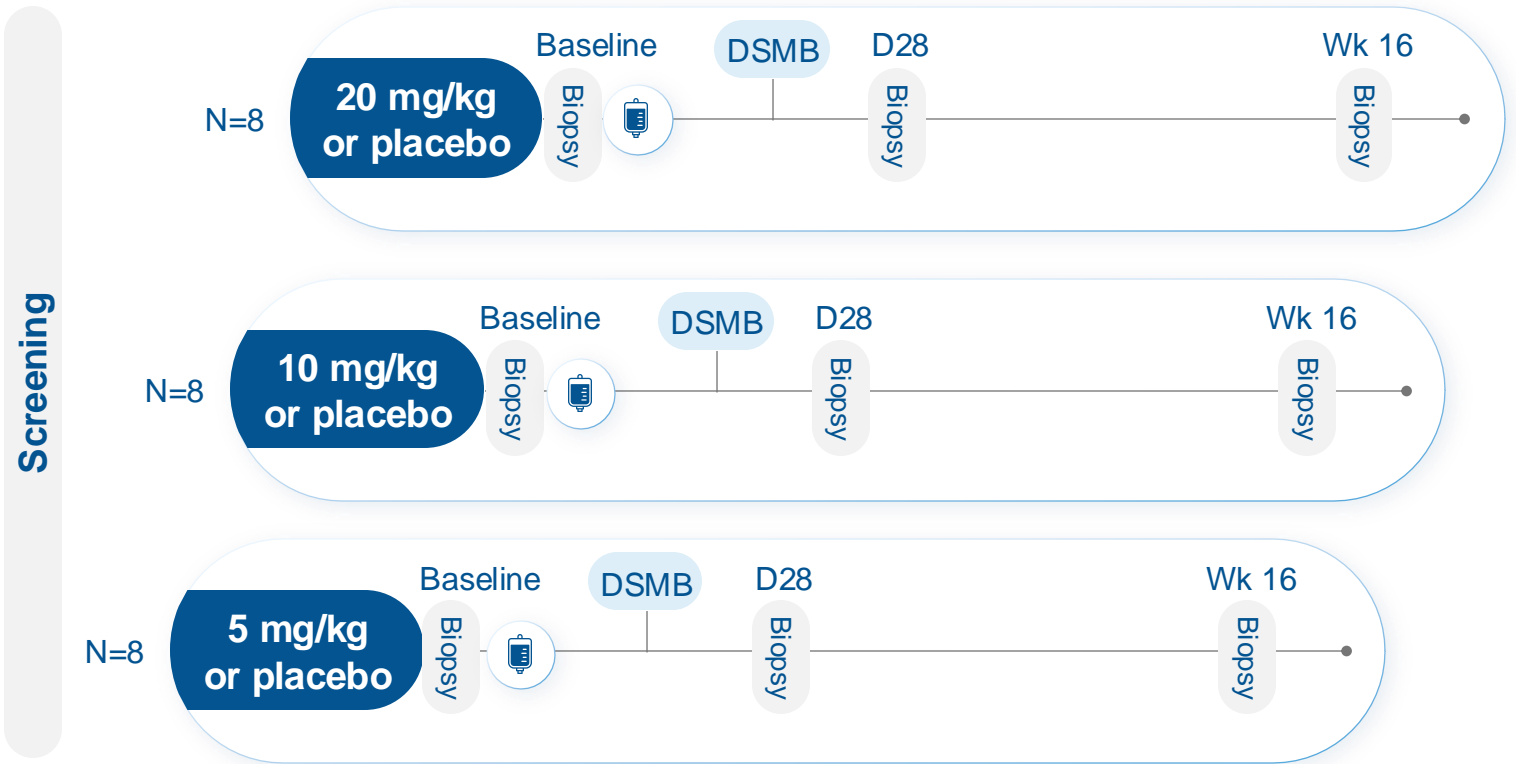 Screening
N=8
20 mg/kg
or placebo
Baseline
Biopsy
DSMB
D28
Biopsy
Wk 16
Biopsy
N=8
10 mg/kg
or placebo
Baseline
Biopsy
DSMB
D28
Biopsy
Wk 16
Biopsy
N=8
5 mg/kg
or placebo
Baseline
Biopsy
DSMB
D28
Biopsy
Wk 16
Biopsy